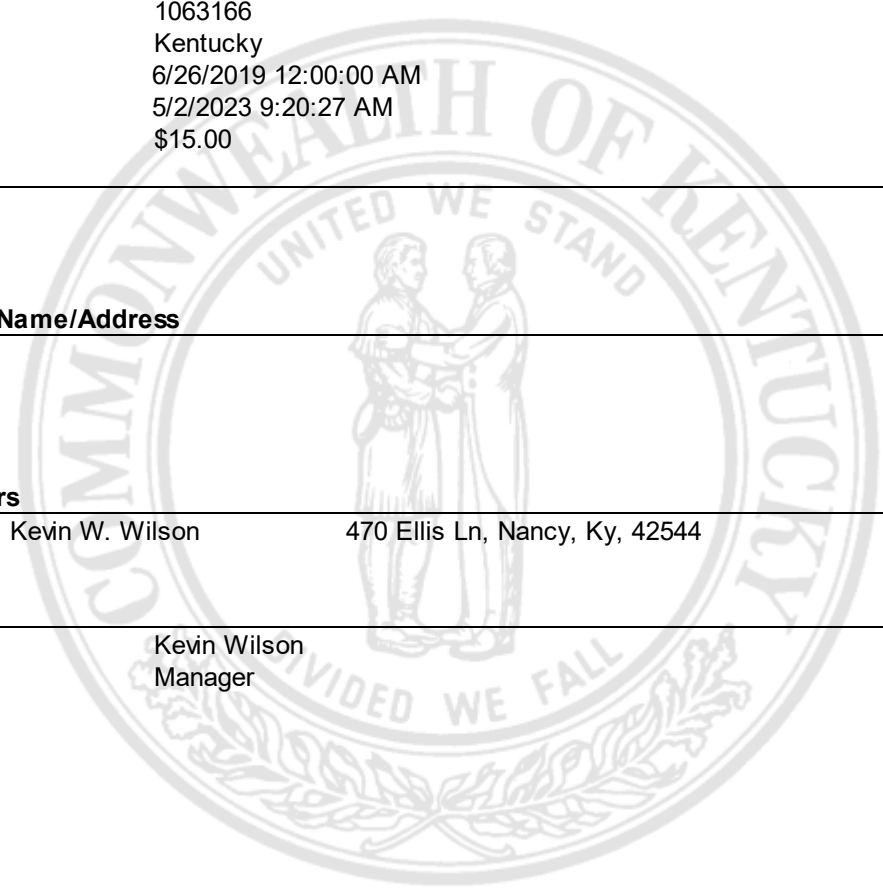 1063166
Kentucky
6/26/2019 12:00:00 AM
5/2/2023 9:20:27 AM
$15.00
Name/Address
rs
Kevin W. Wilson 470 Ellis Ln, Nancy, Ky, 42544
Kevin Wilson
Manager
COMMONWEALTH OF KENTUCKY
UNITED WE STAND
DIVIDED WE FALL